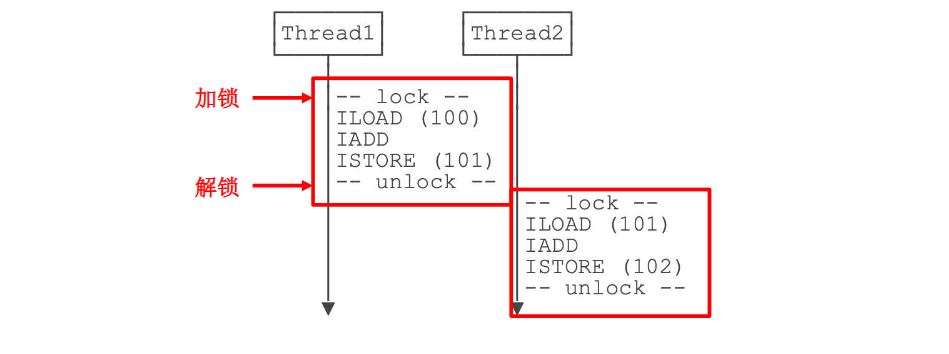 Thread1
Thread2
加锁
-- lock --
ILOAD (100)
IADD
ISTORE (101)
解锁
-- unlock --
-- lock --
ILOAD (101)
IADD
ISTORE (102)
-- unlock --